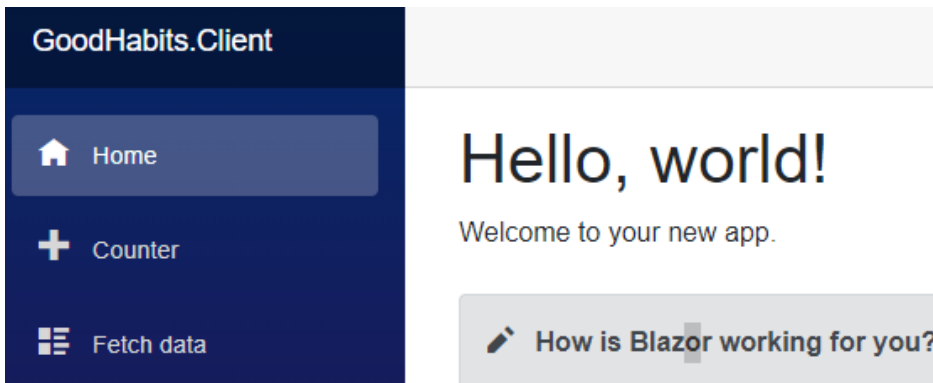 GoodHabits.Client
Home
Counter
Fetch data
Hello, world!
Welcome to your new app.
How is Blazor working for you?